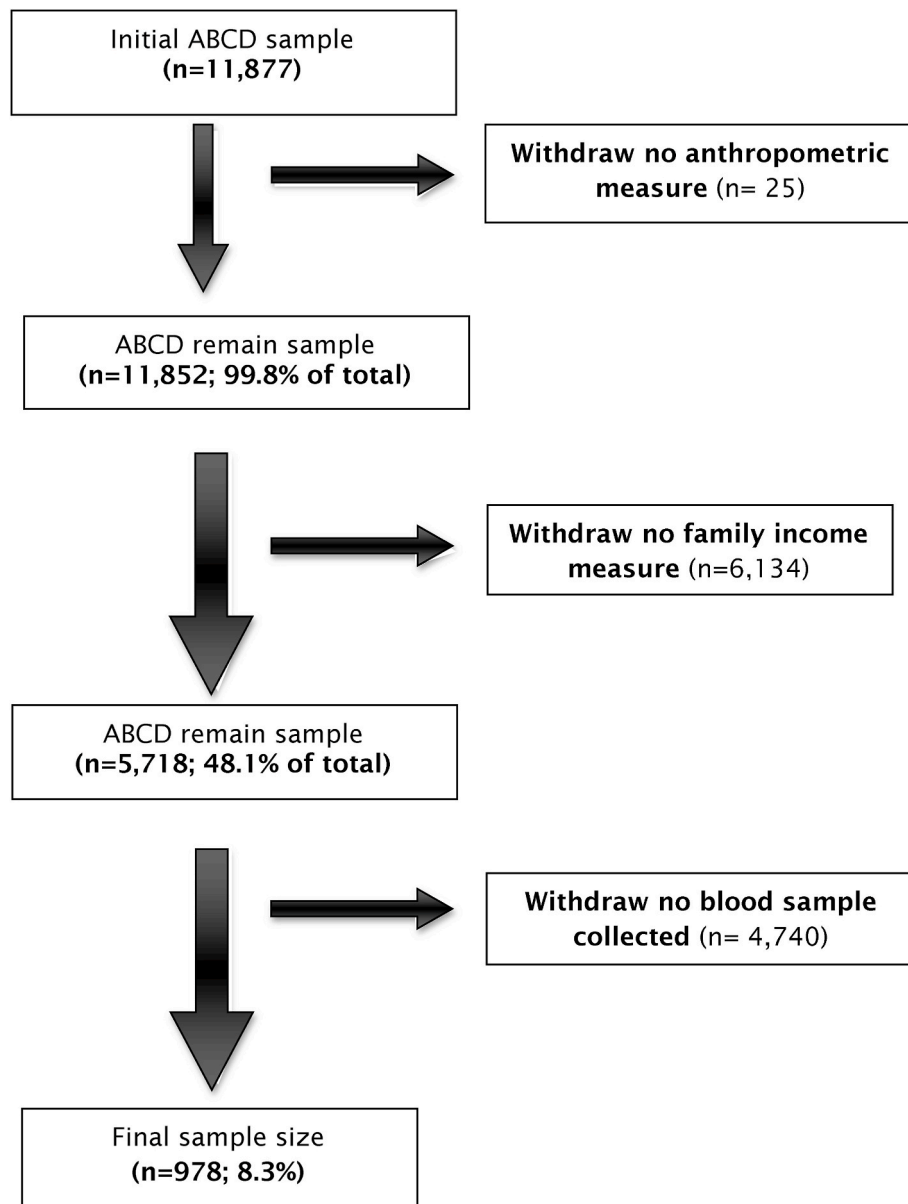 Initial ABCD sample
(n=11,877)
Withdraw no anthropometric
measure (n= 25)
ABCD remain sample
(n=11,852; 99.8% of total)
Withdraw no family income
measure (n=6,134)
ABCD remain sample
(n=5,718; 48.1% of total)
Withdraw no blood sample
collected (n= 4,740)
Final sample size
(n=978; 8.3%)